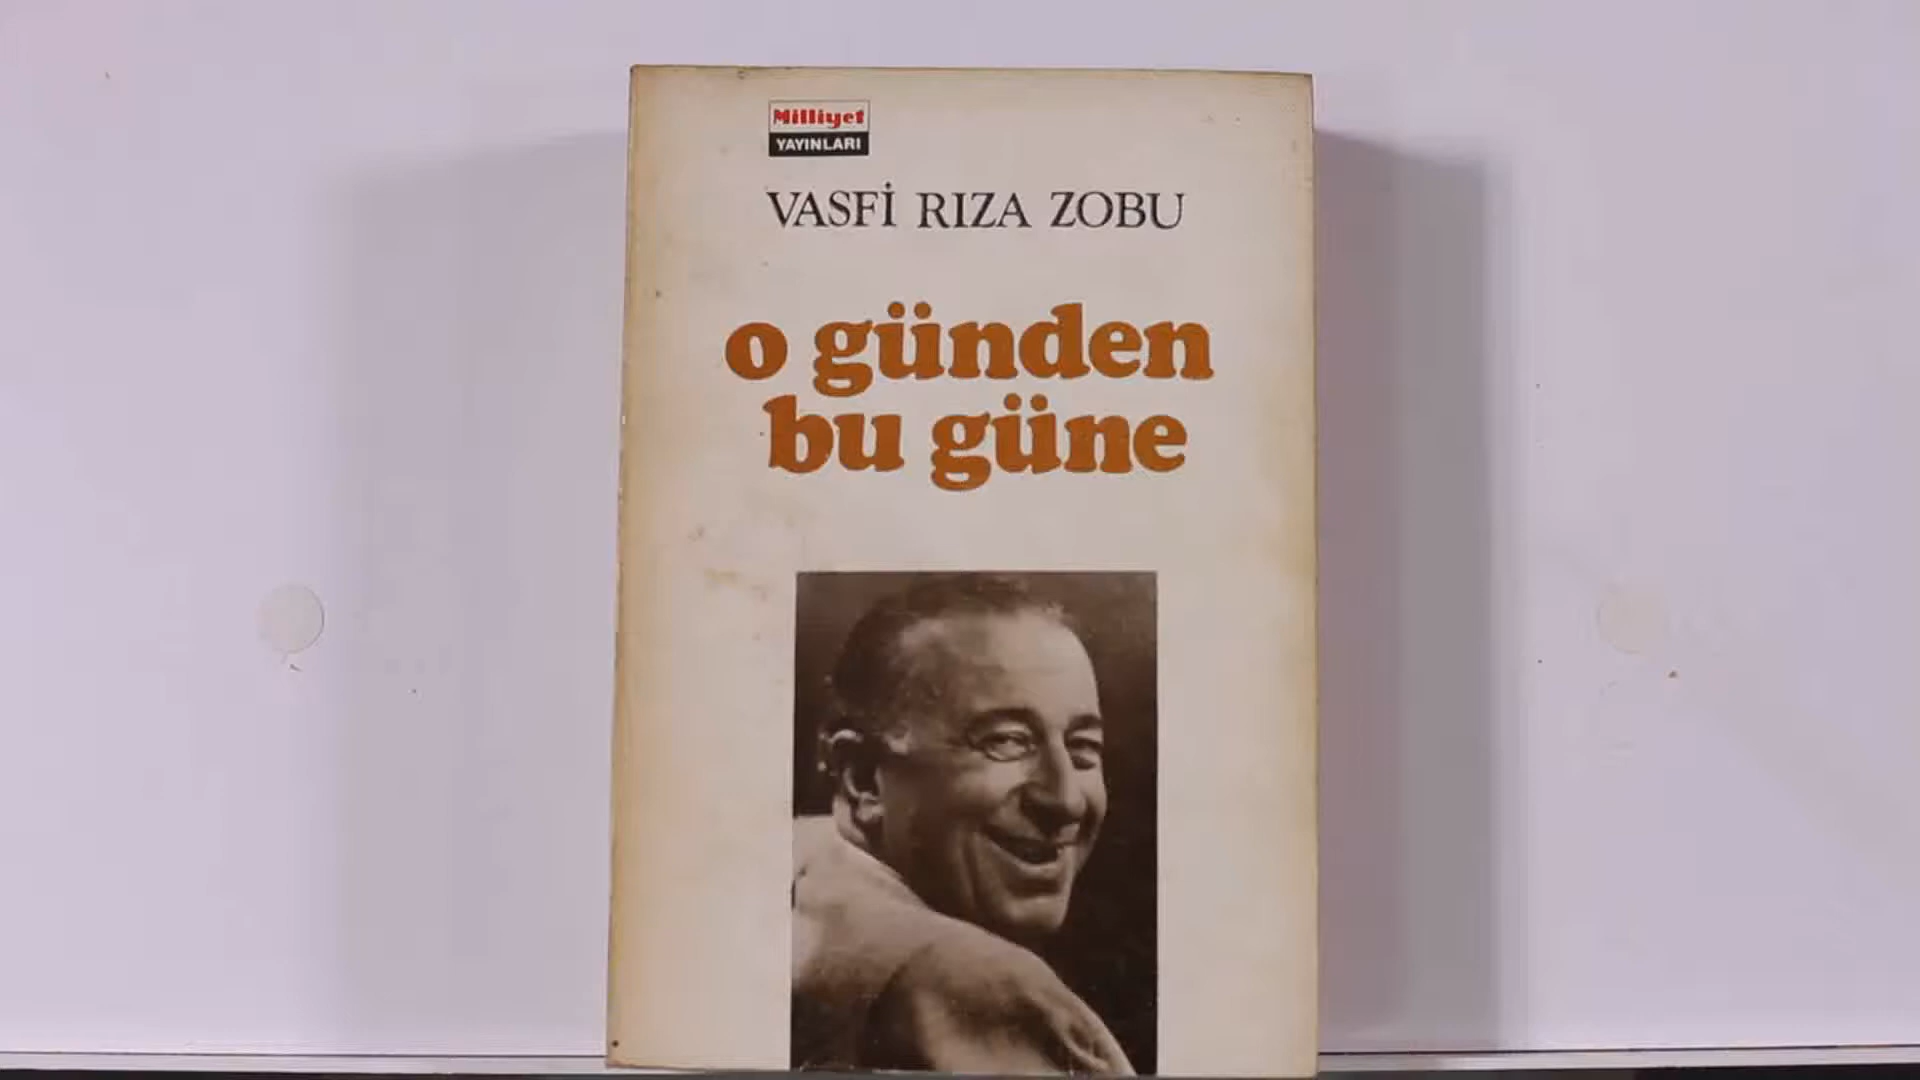 Milliyet
YAYINLARI
VASFİ RIZA ZOBU
o günden
bu güne